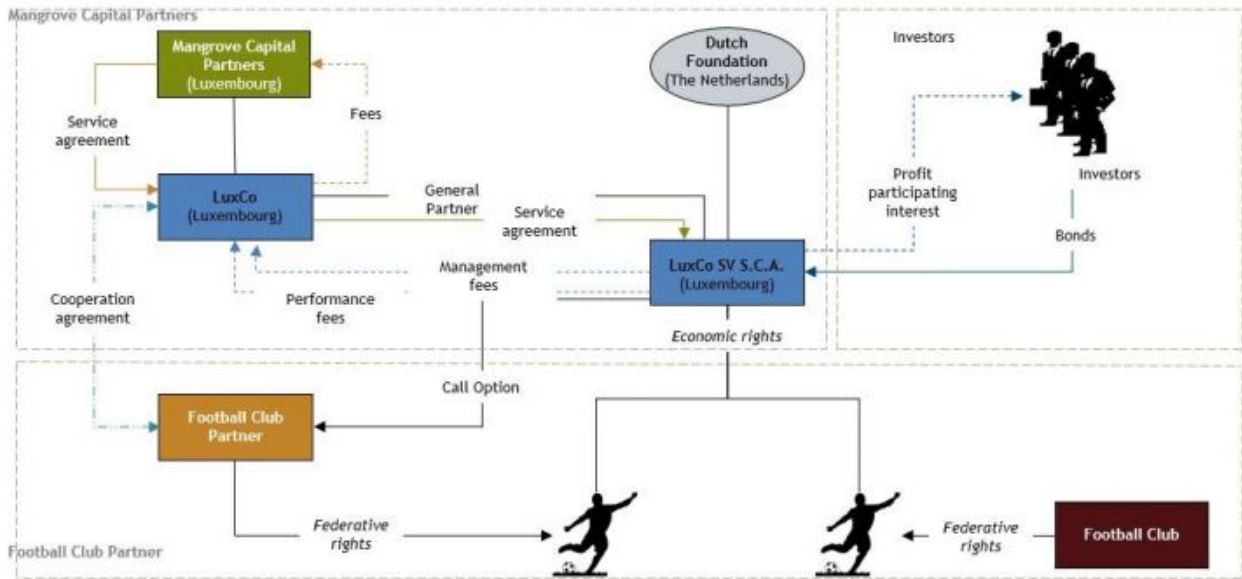 Mangrove Capital Partners
Mangrove Capital
Partners
(Luxembourg)
Dutch
Foundation
(The Netherlands)
Investors
Service
agreement
Fees
LuxCo
(Luxembourg)
General
Partner
Service
agreement
Profit
participating
interest
Investors
Bonds
LuxCo SV S.C.A.
(Luxembourg)
Management
fees
Cooperation
agreement
Performance
fees
Economic rights
Call Option
Football Club
Partner
Federative
rights
Federative
rights
Football Club
Football Club Partner